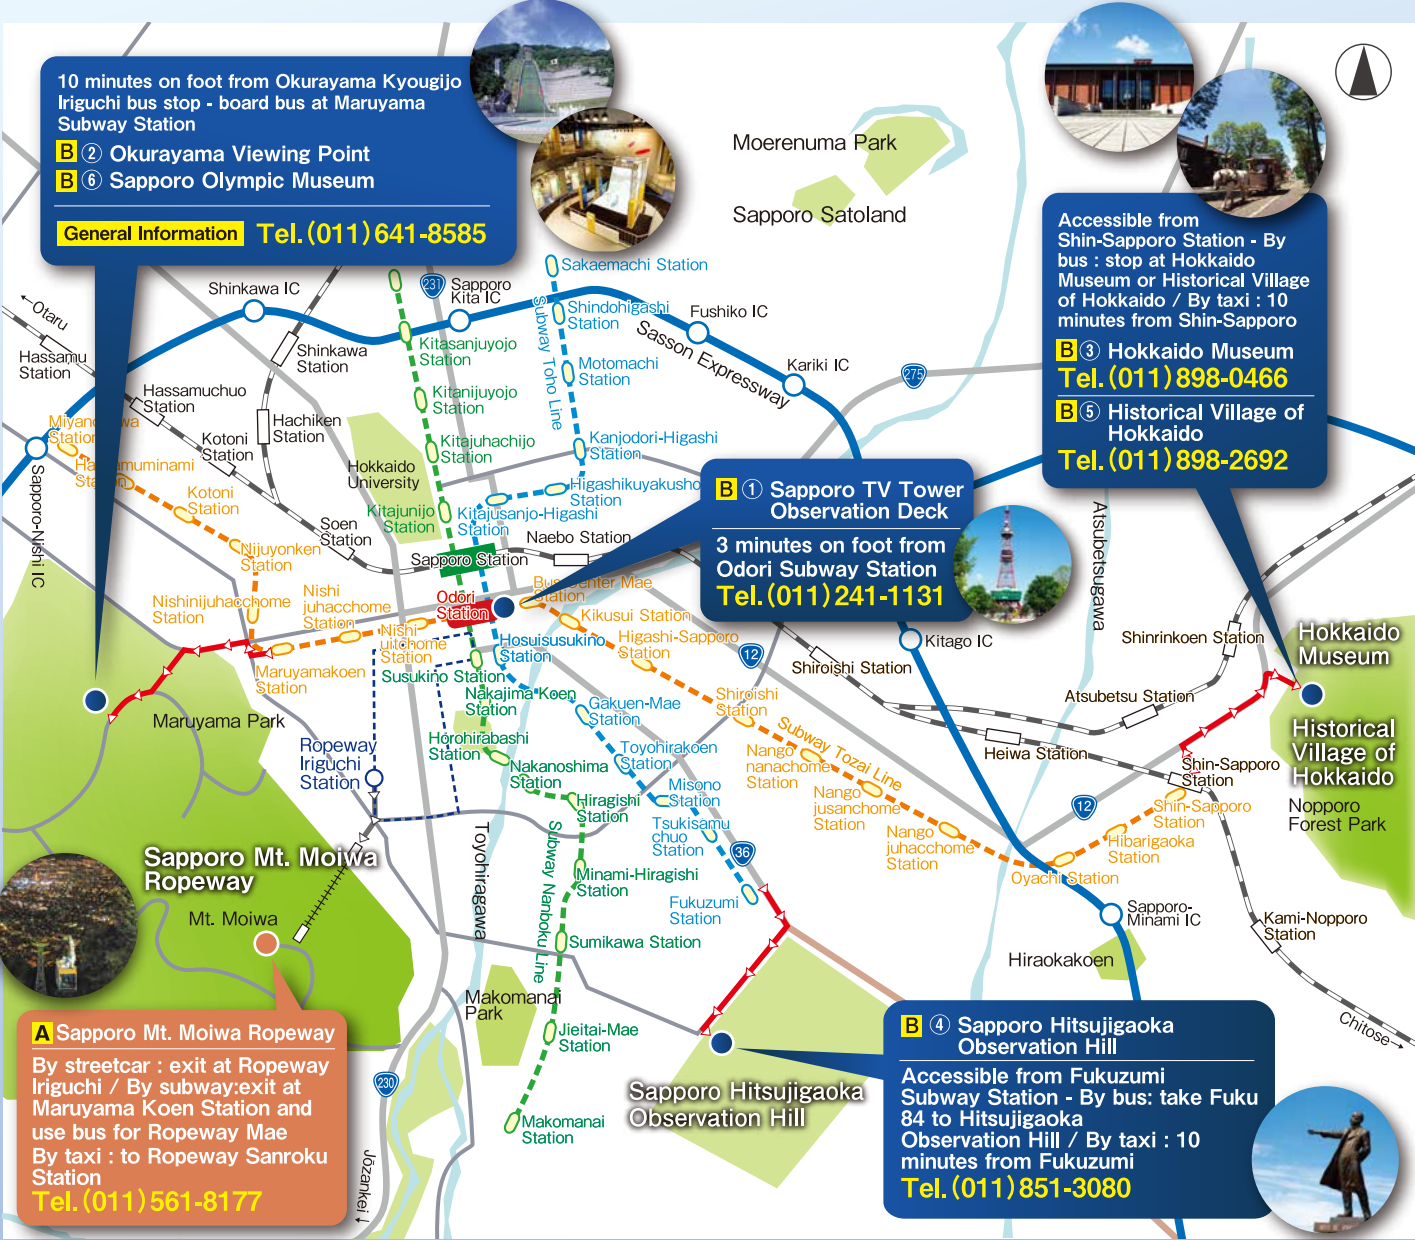 10 minutes on foot from Okurayama Kyougijo
Iriguchi bus stop - board bus at Maruyama
Subway Station
B ② Okurayama Viewing Point
B ⑥ Sapporo Olympic Museum
General Information Tel.(011)641-8585
Moerenuma Park
Sapporo Satoland
Accessible from
Shin-Sapporo Station - By
bus : stop at Hokkaido
Museum or Historical Village
of Hokkaido / By taxi : 10
minutes from Shin-Sapporo
B ③ Hokkaido Museum
Tel.(011)898-0466
B ⑤ Historical Village of
Hokkaido
Tel.(011)898-2692
←Otaru
Hassamu
Station
Shinkawa IC
231
Sapporo
Kita IC
Sakaemachi Station
Subway Toho Line
Shindohigashi
Station
Fushiko IC
Sasson Expressway
Kariki IC
275
Shinkawa
Station
Kitasanjuyojo
Station
Motomachi
Station
Hassamuchuo
Station
Kitanijuyojo
Station
Hachiken
Station
Kotoni
Station
Kitajuhachijo
Station
Kanjodori-Higashi
Station
Station
Sapporo-Nishi IC
Kotoni
Station
Hokkaido
University
Higashikuyakusho
Station
Kitajunijo
Station
Kitajusanjo-Higashi
Station
Soen
Station
Nijuyonken
Station
Naebo Station
Sapporo Station
B ① Sapporo TV Tower
Observation Deck
3 minutes on foot from
Odori Subway Station
Tel.(011)241-1131
Atsubetsugawa
Nishinijuhacchome
Station
Nishi
juhacchome
Station
Odori
Station
Kikusui Station
Nishi
Station
Hosuisusukino
Station
Higashi-Sapporo
Station
Kitago IC
12
Shiroishi Station
Shinrinkoen Station
Hokkaido
Museum
Maruyamakoen
Station
Susukino Station
Nakajima Koen
Station
Gakuen-Mae
Station
Shiroishi
Station
Atsubetsu Station
Maruyama Park
Ropeway
Iriguchi
Station
Horohirabashi
Station
Toyohirakoen
Station
Subway Tozai Line
Heiwa Station
Historical
Village of
Hokkaido
Nakanoshima
Station
Nango
nanachome
Station
Shin-Sapporo
Station
Misono
Station
Nango
jusanchome
Station
12
Shin-Sapporo
Station
Nopporo
Forest Park
Hiragishi
Station
Tsukisamu
chuo
Station
Nango
juhacchome
Station
Hibarigaoka
Station
Toyohiragawa
Subway Nanboku Line
36
Sapporo Mt. Moiwa
Ropeway
Minami-Hiragishi
Station
Oyachi Station
Mt. Moiwa
Fukuzumi
Station
Sapporo-
Minami IC
Kami-Nopporo
Station
Sumikawa Station
Hiraokakoen
Makomanai
Park
Chitose→
A Sapporo Mt. Moiwa Ropeway
By streetcar : exit at Ropeway
Iriguchi / By subway:exit at
Maruyama Koen Station and
use bus for Ropeway Mae
By taxi : to Ropeway Sanroku
Station
Tel.(011)561-8177
Jieitai-Mae
Station
230
Makomanai
Station
Jozankei↓
Sapporo Hitsujigaoka
Observation Hill
B ④ Sapporo Hitsujigaoka
Observation Hill
Accessible from Fukuzumi
Subway Station - By bus: take Fuku
84 to Hitsujigaoka
Observation Hill / By taxi : 10
minutes from Fukuzumi
Tel.(011)851-3080